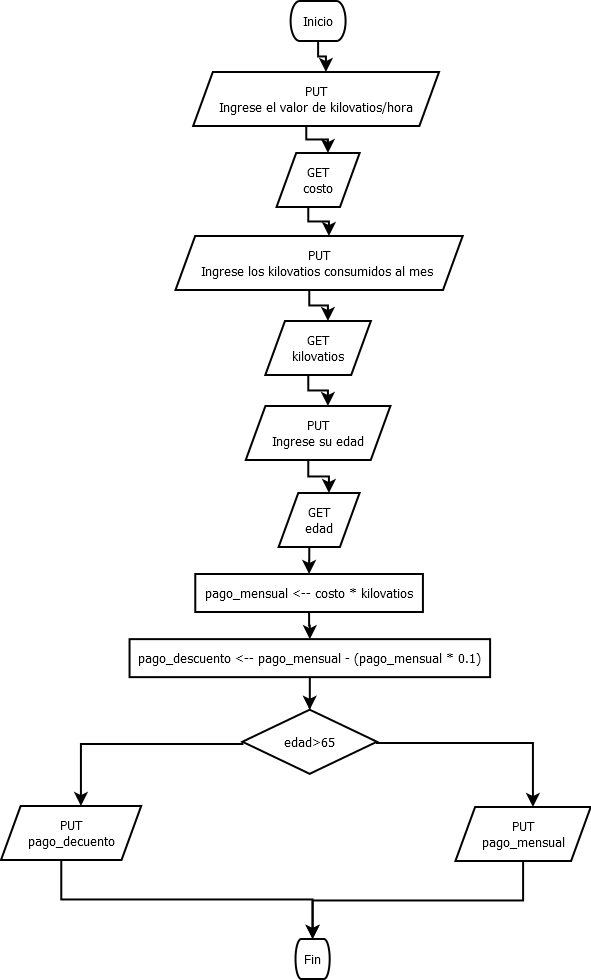 Inicio
PUT
Ingrese el valor de kilovatios/hora
GET
costo
PUT
Ingrese los kilovatios consumidos al mes
GET
kilovatios
PUT
Ingrese su edad
GET
edad
pago_mensual <-- costo * kilovatios
pago_descuento <-- pago_mensual - (pago_mensual * 0.1)
edad>65
PUT
pago_decuento
PUT
pago_mensual
Fin